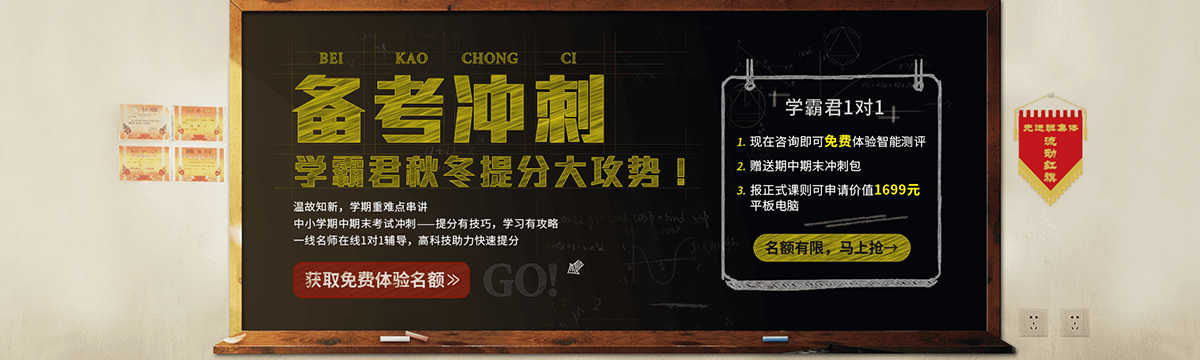 BEI KAO CHONG CI
备考冲刺
学霸君秋冬提分大攻势！
温故知新，学期重难点串讲
中小学期中期末考试冲刺——提分有技巧，学习有攻略
一线名师在线1对1辅导，高科技助力快速提分
获取免费体验名额»
GO!
学霸君1对1
1. 现在咨询即可免费体验智能测评
2. 赠送期中期末冲刺包
3. 报正式课则可申请价值1699元
平板电脑
名额有限，马上抢→
先进班集体
流动红旗